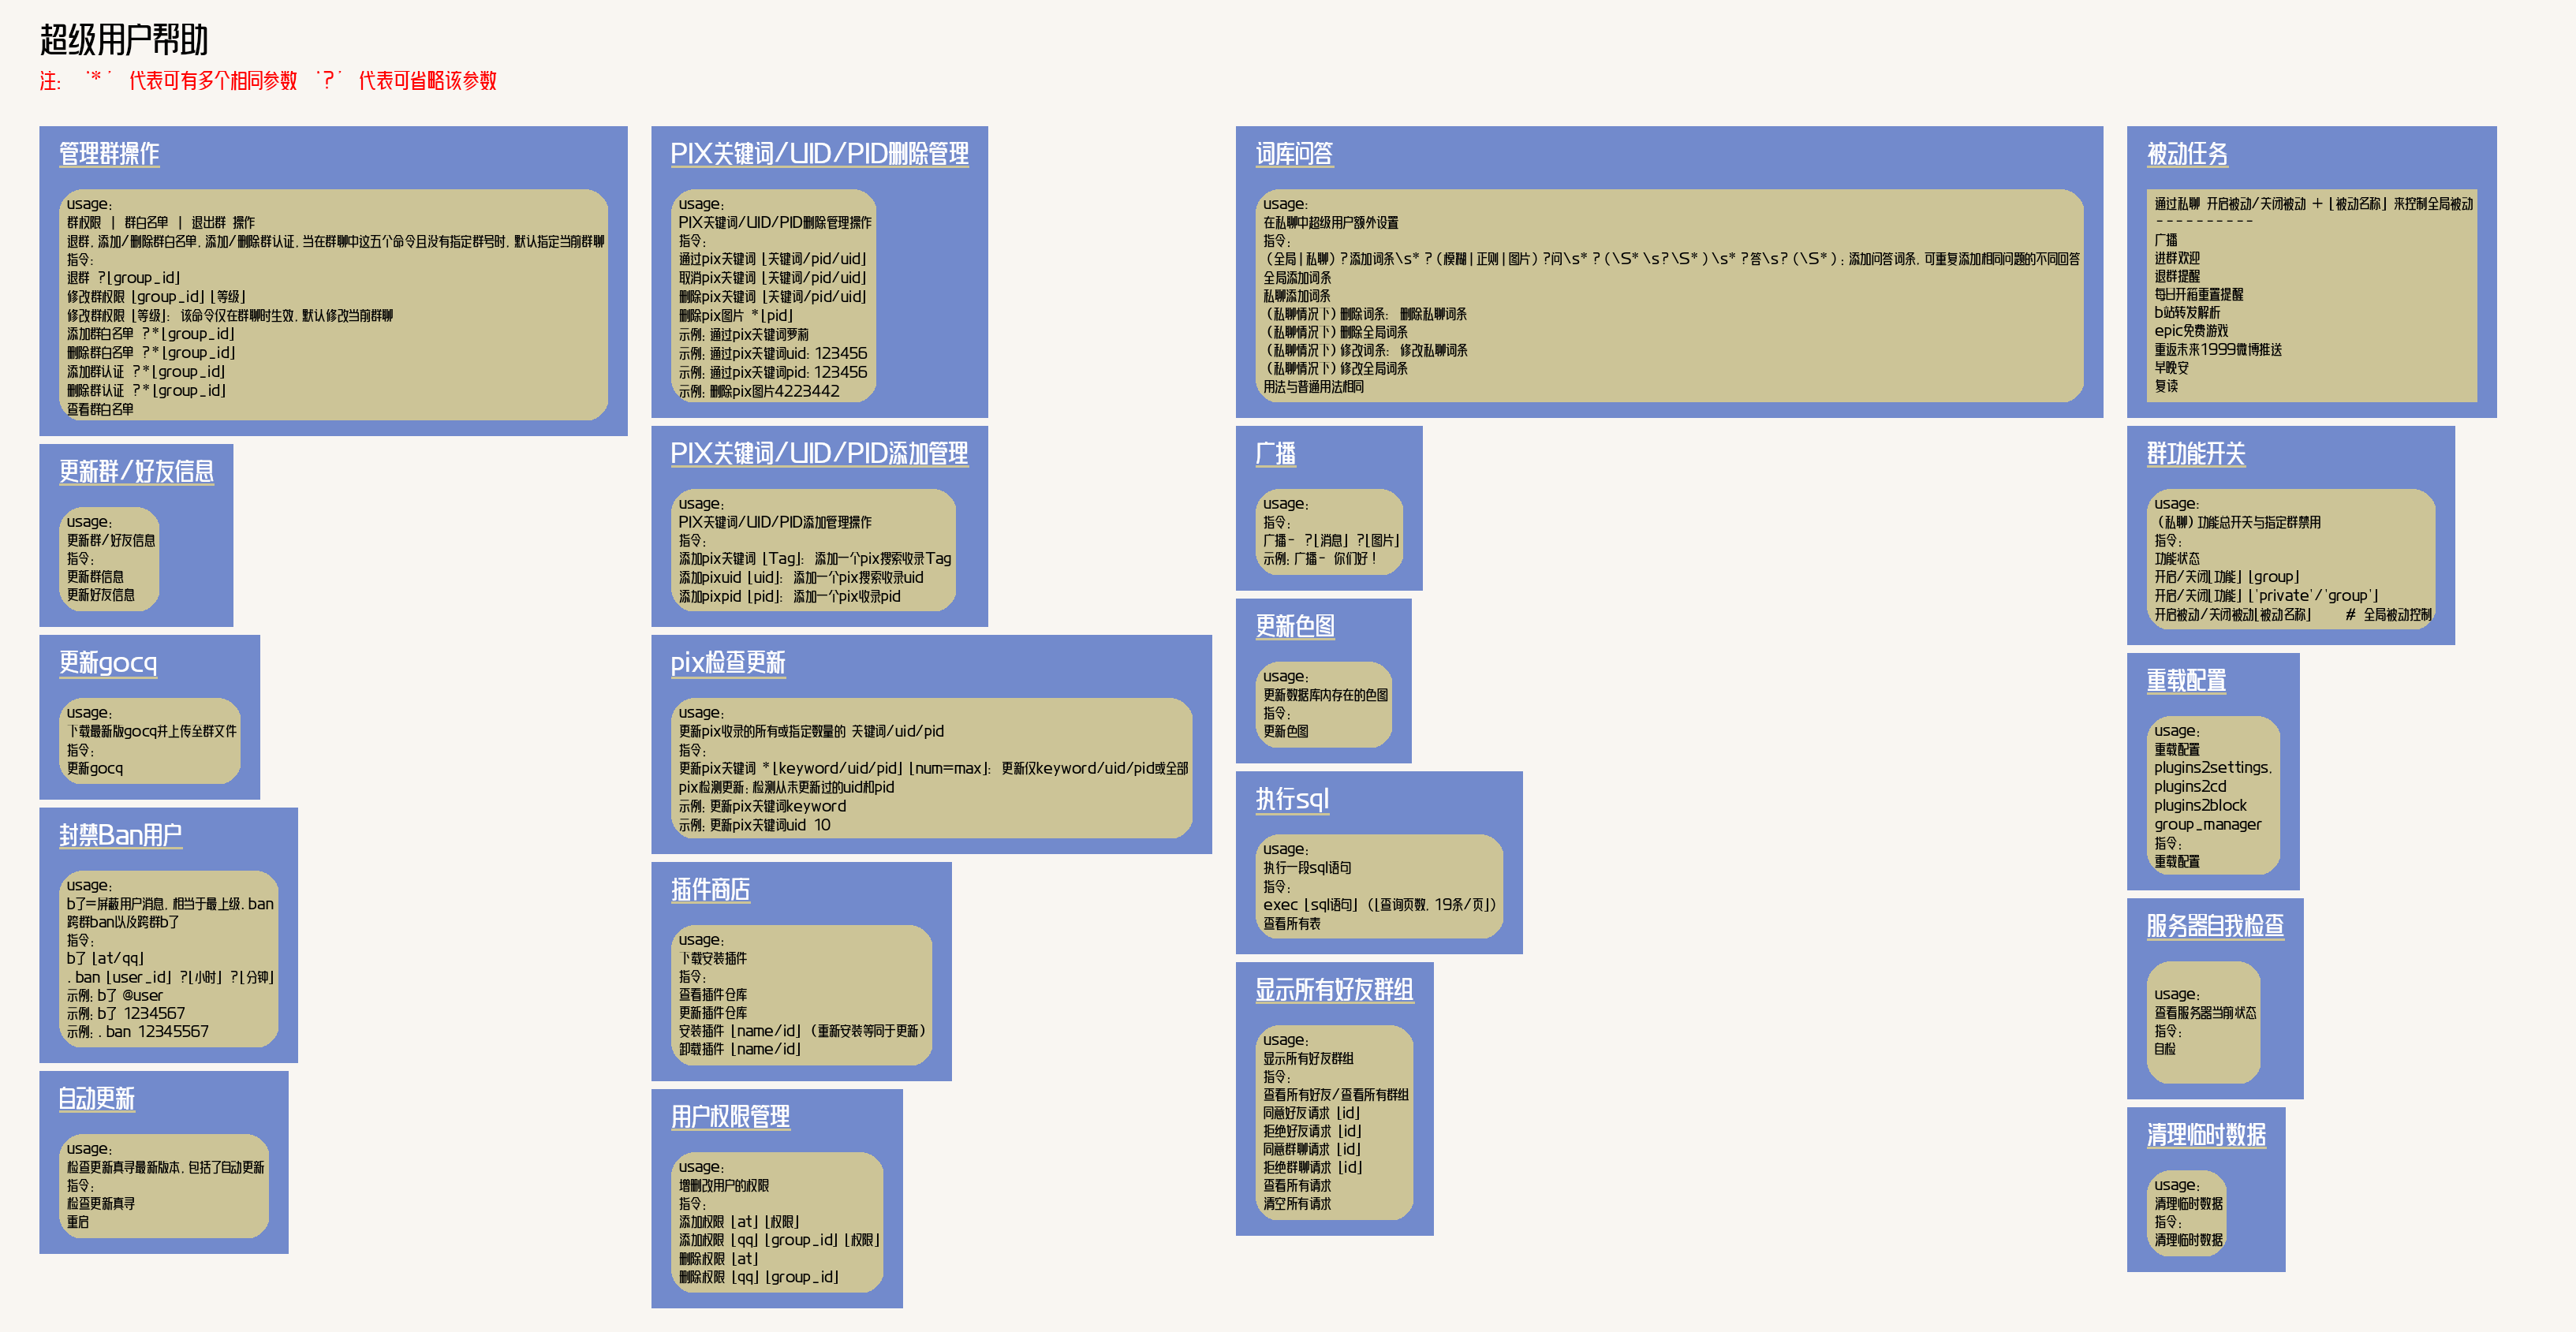 超级用户帮助
注: '*' 代表可有多个相同参数 '?' 代表可省略该参数
管理群操作
usage:
群权限 | 群白名单 | 退出群 操作
退群, 添加/删除群白名单, 添加/删除群认证, 当在群聊中这五个命令且没有指定群号时, 默认指定当前群聊
指令:
退群 ?[group_id]
修改群权限 [group_id] [等级]
修改群权限 [等级]: 该命令仅在群聊时生效, 默认修改当前群聊
添加群白名单 ?*[group_id]
删除群白名单 ?*[group_id]
添加群认证 ?*[group_id]
删除群认证 ?*[group_id]
查看群白名单
更新群/好友信息
usage:
更新群/好友信息
指令:
更新群信息
更新好友信息
更新gocq
usage:
下载最新版gocq并上传至群文件
指令:
更新gocq
封禁Ban用户
usage:
b了=屏蔽用户消息, 相当于最上级.ban
跨群ban以及跨群b了
指令:
b了 [at/qq]
.ban [user_id] ?[小时] ?[分钟]
示例: b了 @user
示例: b了 1234567
示例: .ban 12345567
自动更新
usage:
检查更新真寻最新版本, 包括了自动更新
指令:
检查更新真寻
重启
PIX关键词/UID/PID删除管理
usage:
PIX关键词/UID/PID删除管理操作
指令:
通过pix关键词 [关键词/pid/uid]
取消pix关键词 [关键词/pid/uid]
删除pix关键词 [关键词/pid/uid]
删除pix图片 *[pid]
示例: 通过pix关键词萝莉
示例: 通过pix关键词uid: 123456
示例: 通过pix关键词pid: 123456
示例: 删除pix图片4223442
PIX关键词/UID/PID添加管理
usage:
PIX关键词/UID/PID添加管理操作
指令:
添加pix关键词 [Tag]: 添加一个pix搜索收录Tag
添加pixuid [uid]: 添加一个pix搜索收录uid
添加pixpid [pid]: 添加一个pix收录pid
pix检查更新
usage:
更新pix收录的所有或指定数量的 关键词/uid/pid
指令:
更新pix关键词 *[keyword/uid/pid] [num=max]: 更新仅keyword/uid/pid或全部
pix检测更新: 检测从未更新过的uid和pid
示例: 更新pix关键词keyword
示例: 更新pix关键词uid 10
插件商店
usage:
下载安装插件
指令:
查看插件仓库
更新插件仓库
安装插件 [name/id] (重新安装等同于更新)
卸载插件 [name/id]
用户权限管理
usage:
增删改用户的权限
指令:
添加权限 [at] [权限]
添加权限 [qq] [group_id] [权限]
删除权限 [at]
删除权限 [qq] [group_id]
词库问答
usage:
在私聊中超级用户额外设置
指令:
(全局|私聊)?添加词条\s*?(模糊|正则|图片)?问\s*?(\S*\s?\S*)\s*?答\s?(\S*): 添加问答词条, 可重复添加相同问题的不同回答
全局添加词条
私聊添加词条
(私聊情况下)删除词条: 删除私聊词条
(私聊情况下)删除全局词条
(私聊情况下)修改词条: 修改私聊词条
(私聊情况下)修改全局词条
用法与普通用法相同
广播
usage:
指令:
广播- ?[消息] ?[图片]
示例: 广播- 你们好!
更新色图
usage:
更新数据库内存在的色图
指令:
更新色图
执行sql
usage:
执行一段sql语句
指令:
exec [sql语句] ([查询页数, 19条/页])
查看所有表
显示所有好友群组
usage:
显示所有好友群组
指令:
查看所有好友/查看所有群组
同意好友请求 [id]
拒绝好友请求 [id]
同意群聊请求 [id]
拒绝群聊请求 [id]
查看所有请求
清空所有请求
被动任务
通过私聊 开启被动/关闭被动 + [被动名称] 来控制全局被动
----------
广播
进群欢迎
退群提醒
每日开箱重置提醒
b站转发解析
epic免费游戏
重返未来1999微博推送
早晚安
复读
群功能开关
usage:
(私聊)功能总开关与指定群禁用
指令:
功能状态
开启/关闭[功能] [group]
开启/关闭[功能] ['private'/'group']
开启被动/关闭被动[被动名称] # 全局被动控制
重载配置
usage:
重载配置
plugins2settings,
plugins2cd
plugins2block
group_manager
指令:
重载配置
服务器自我检查
usage:
查看服务器当前状态
指令:
自检
清理临时数据
usage:
清理临时数据
指令:
清理临时数据